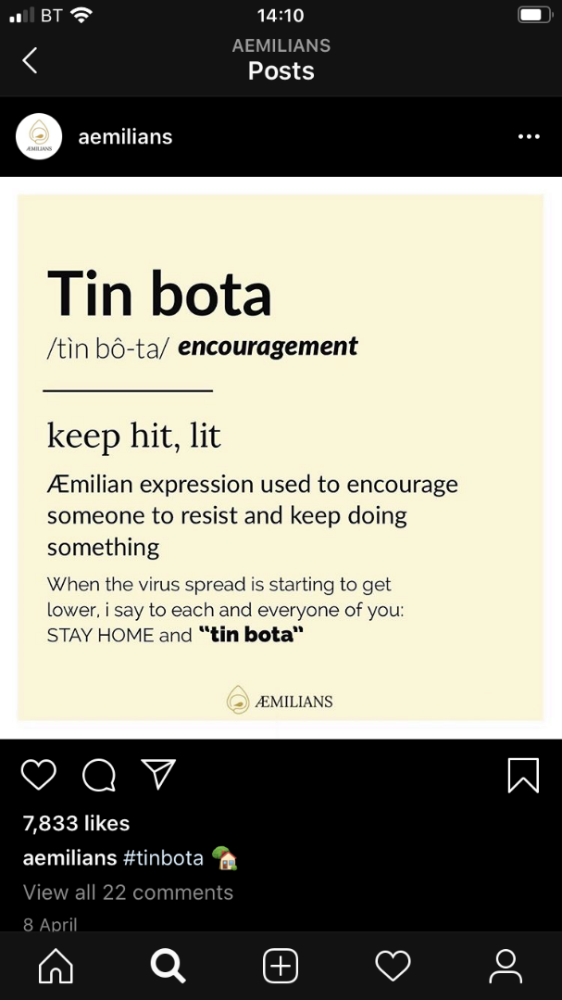 BT 14:10
AEMILIANS
Posts
ÆMILIANS
aemilians
Tin bota
/tìn bô-ta/ encouragement
keep hit, lit
Æmilian expression used to encourage
someone to resist and keep doing
something
When the virus spread is starting to get
lower, i say to each and everyone of you:
STAY HOME and "tin bota"
ÆMILIANS
7,833 likes
aemilians #tinbota
View all 22 comments
8 April